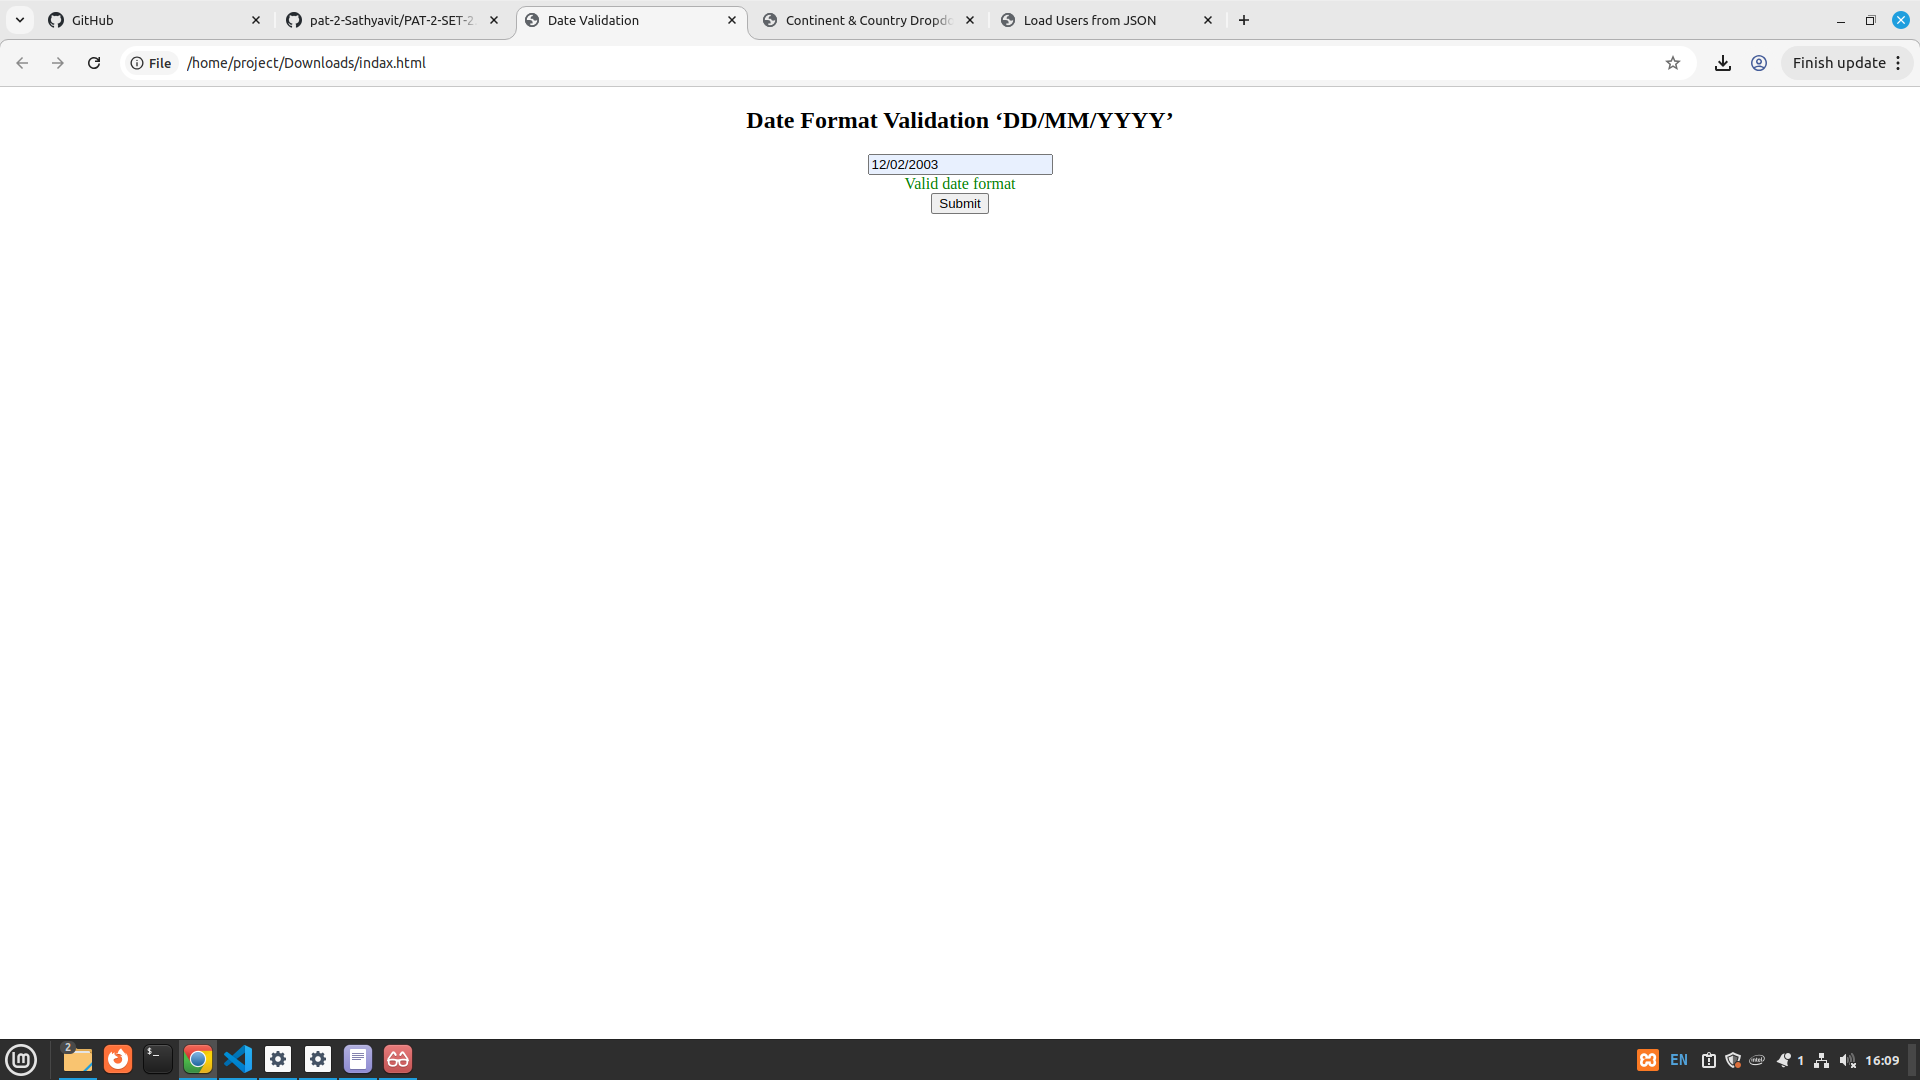 GitHub
pat-2-Sathyavit/PAT-2-SET-2
Date Validation
Continent & Country Dropdo
Load Users from JSON
File
/home/project/Downloads/indax.html
Finish update
Date Format Validation ‘DD/MM/YYYY’
12/02/2003
Valid date format
Submit
2
$_
EN
1
16:09